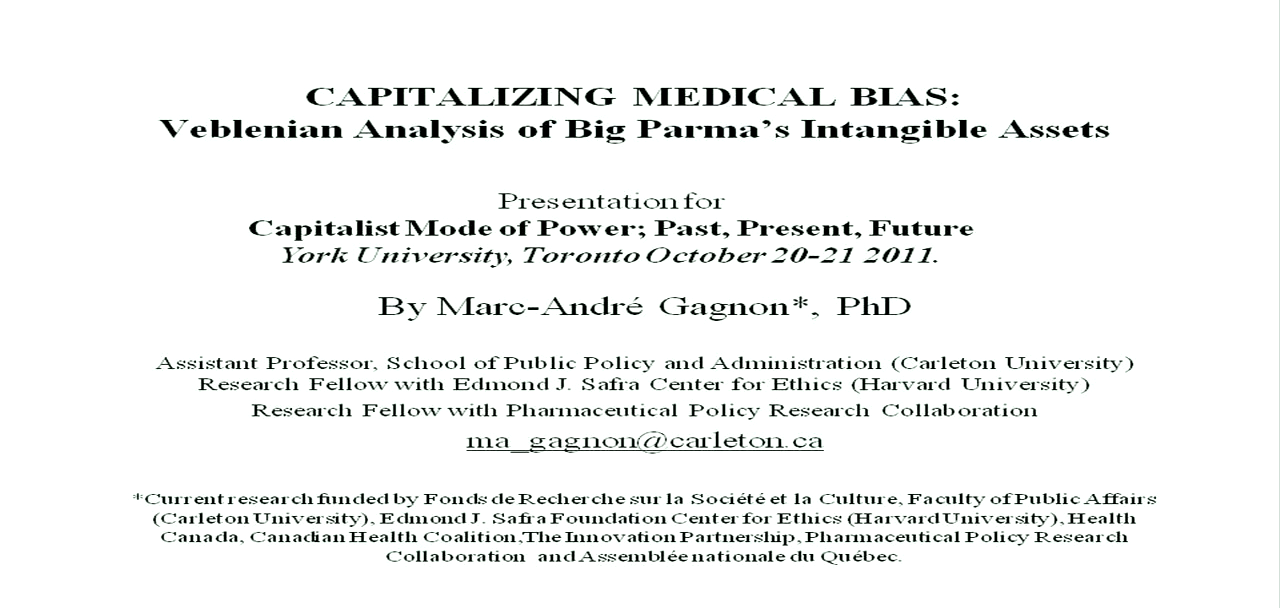 CAPITALIZING MEDICAL BIAS:
Veblenian Analysis of Big Parma's Intangible Assets
Presentation for
Capitalist Mode of Power; Past, Present, Future
York University, Toronto October 20-21 2011.
By Marc-André Gagnon*, PhD
Assistant Professor, School of Public Policy and Administration (Carleton University)
Research Fellow with Edmond J. Safra Center for Ethics (Harvard University)
Research Fellow with Pharmaceutical Policy Research Collaboration
ma_gagnon@carleton.ca
*Current research funded by Fonds de Recherche sur la Société et la Culture, Faculty of Public Affairs
(Carleton University), Edmond J. Safra Foundation Center for Ethics (Harvard University), Health
Canada, Canadian Health Coalition,The Innovation Partnership, Pharmaceutical Policy Research
Collaboration and Assemblée nationale du Québec.